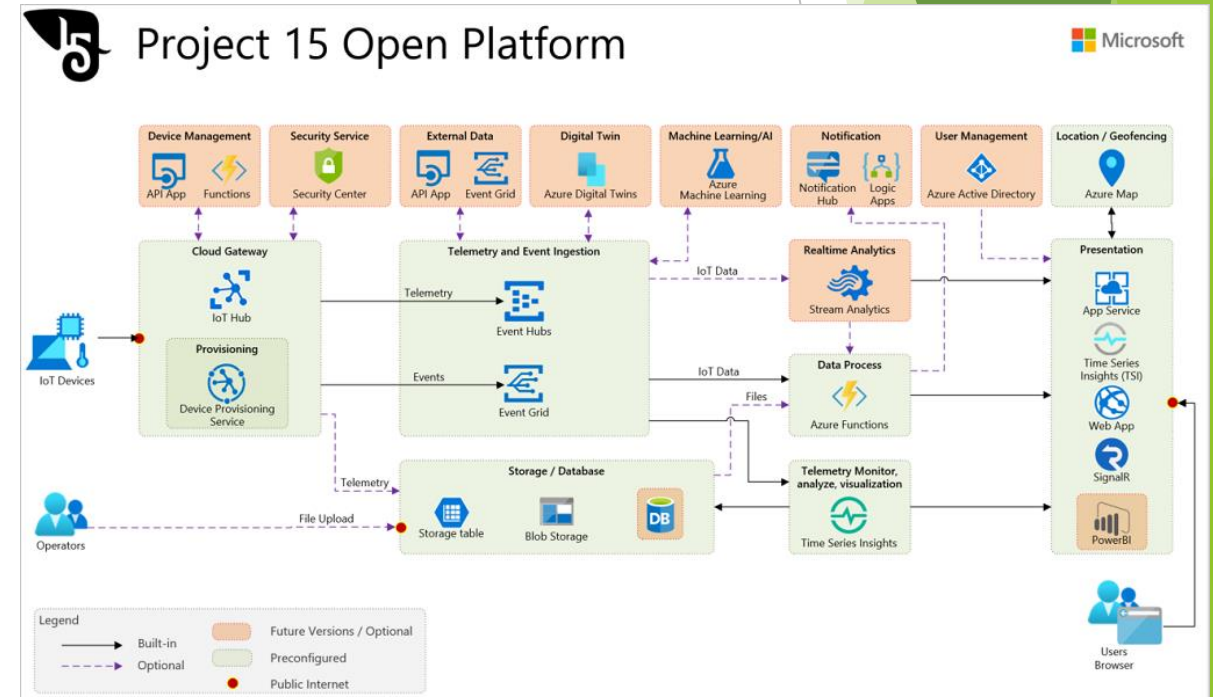 Project 15 Open Platform
Microsoft
Device Management
API App
Functions
Security Service
Security Center
External Data
API App
Event Grid
Digital Twin
Azure Digital Twins
Machine Learning/AI
Azure
Machine Learning
Notification
Notification
Hub
Logic
Apps
User Management
Azure Active Directory
Location / Geofencing
Azure Map
Cloud Gateway
IoT Hub
Provisioning
Device Provisioning
Service
Telemetry and Event Ingestion
Telemetry
Event Hubs
Events
Event Grid
IoT Data
Realtime Analytics
Stream Analytics
IoT Data
Files
Data Process
Azure Functions
Presentation
App Service
Time Series
Insights (TSI)
Web App
SignalR
PowerBI
IoT Devices
Telemetry
Storage / Database
Storage table
Blob Storage
DB
Telemetry Monitor,
analyze, visualization
Time Series Insights
File Upload
Operators
Users
Browser
Legend
Built-in
Optional
Future Versions / Optional
Preconfigured
Public Internet